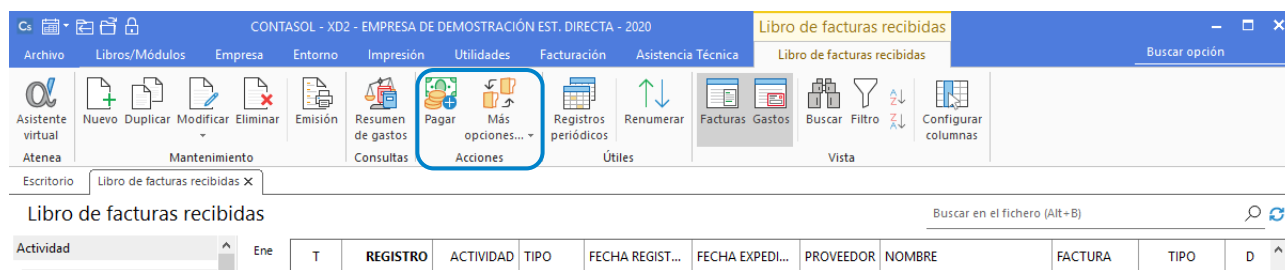 Cs CONTASOL - XD2 - EMPRESA DE DEMOSTRACIÓN EST. DIRECTA - 2020 Libro de facturas recibidas
Archivo Libros/Módulos Empresa Entorno Impresión Utilidades Facturación Asistencia Técnica Libro de facturas recibidas Buscar opción
Asistente Nuevo Duplicar Modificar Eliminar Emisión Resumen Pagar Más Registros Renumerar Facturas Gastos Buscar Filtro Configurar
virtual de gastos opciones... periódicos columnas
Atenea Mantenimiento Consultas Acciones Útiles Vista
Escritorio Libro de facturas recibidas X
Libro de facturas recibidas Buscar en el fichero (Alt+B)
Actividad Ene T REGISTRO ACTIVIDAD TIPO FECHA REGIST... FECHA EXPEDI... PROVEEDOR NOMBRE FACTURA TIPO D